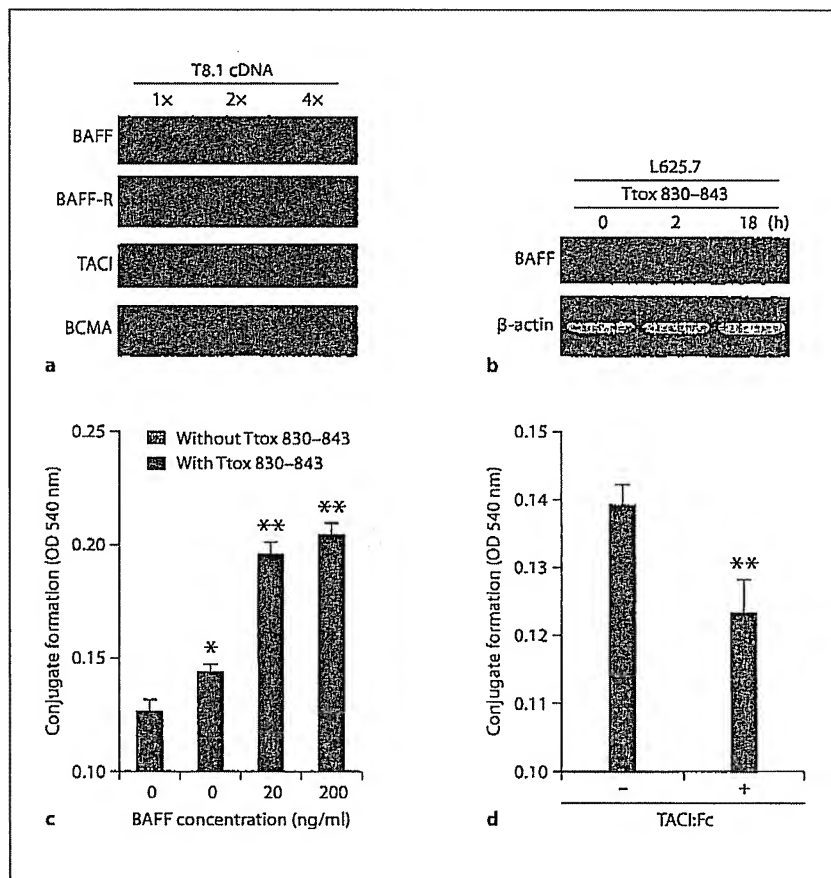 T8.1 cDNA
1× 2× 4×
BAFF
BAFF-R
TACI
BCMA
a
L625.7
Ttox 830–843
0 2 18 (h)
BAFF
β-actin
b
0.25
0.20
0.15
0.10
Conjugate formation (OD 540 nm)
Without Ttox 830–843
With Ttox 830–843
* ** **
0 0 20 200
c BAFF concentration (ng/ml)
0.15
0.14
0.13
0.12
0.11
0.10
Conjugate formation (OD 540 nm)
**
– +
d TACI:Fc